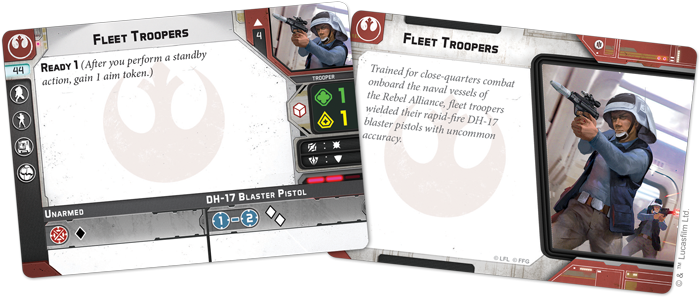 FLEET TROOPERS
44
4
READY 1 (After you perform a standby
action, gain 1 aim token.)
TROOPER
1
1
UNARMED
DH-17 BLASTER PISTOL
1 - 2
FLEET TROOPERS
Trained for close-quarters combat
onboard the naval vessels of
the Rebel Alliance, fleet troopers
wielded their rapid-fire DH-17
blaster pistols with uncommon
accuracy.
© LFL © FFG
© & ™ Lucasfilm Ltd.